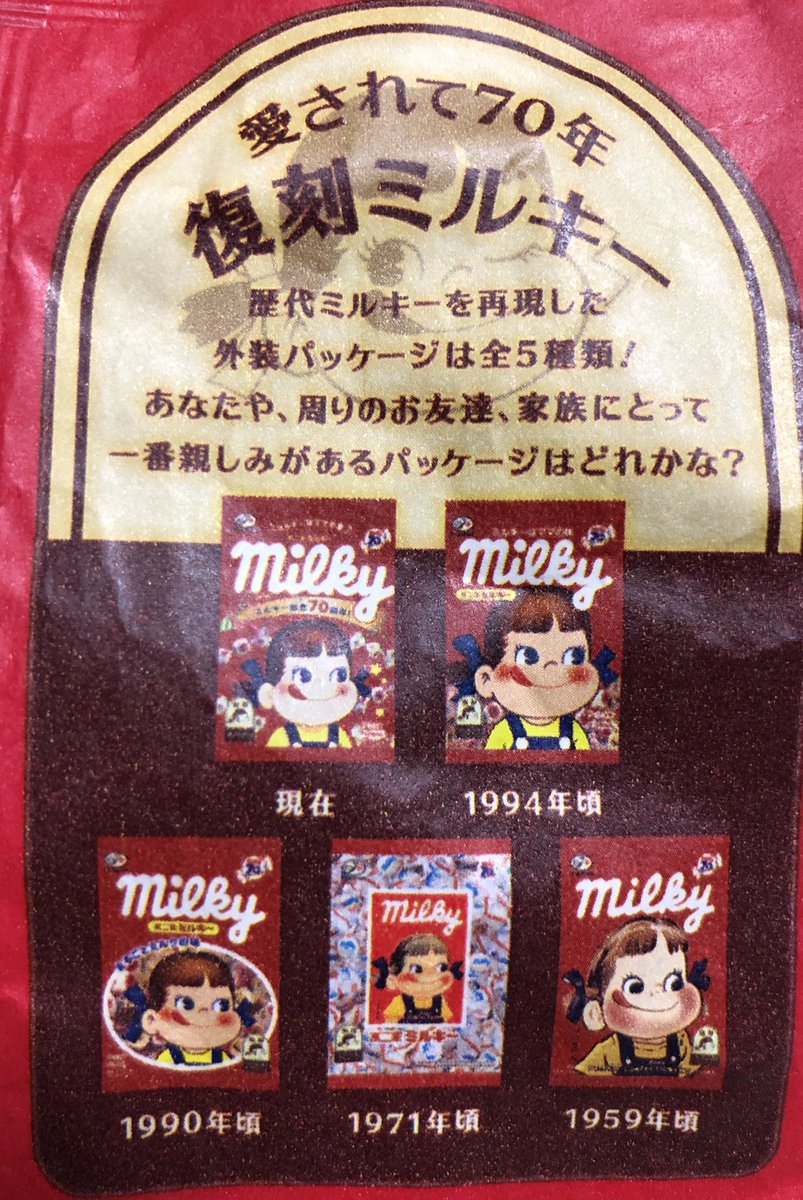 愛されて70年
復刻ミルキー
歴代ミルキーを再現した
外装パッケージは全5種類!
あなたや、周りのお友達、家族にとって
一番親しみがあるパッケージはどれかな?
milky
milky
現在
1994年頃
milky
milky
milky
1990年頃
1971年頃
1959年頃